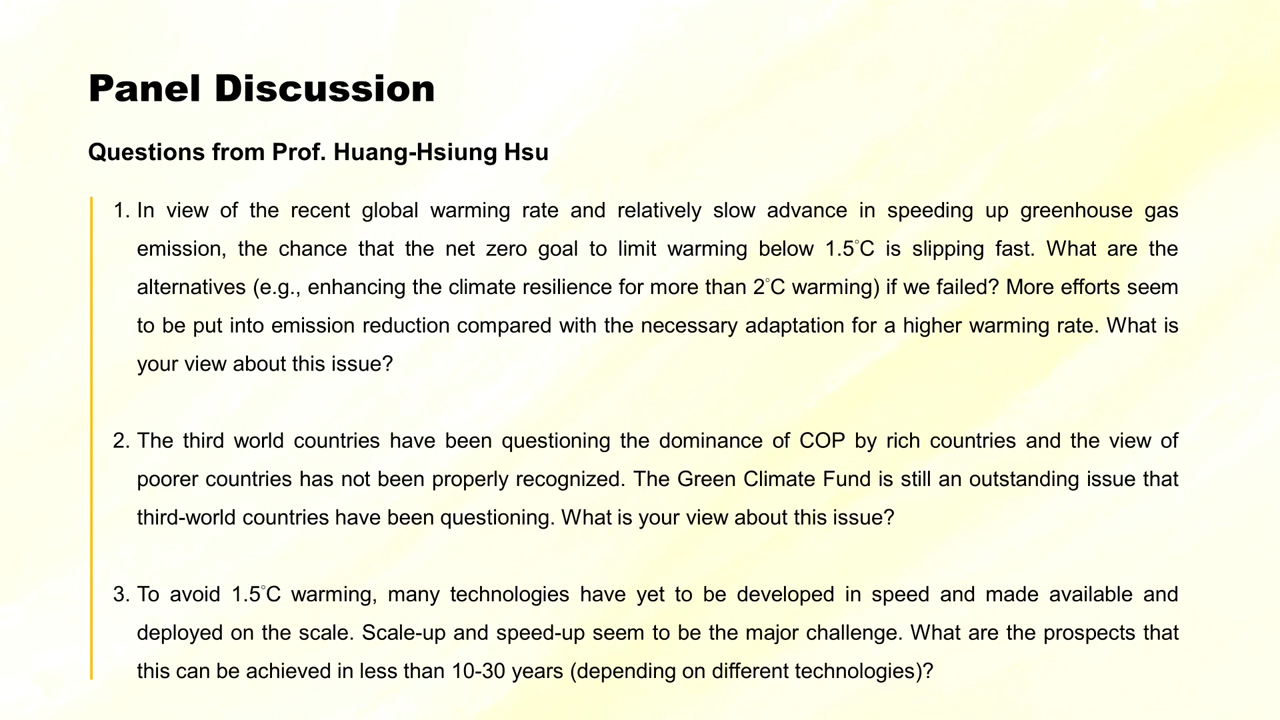 Panel Discussion
Questions from Prof. Huang-Hsiung Hsu
1. In view of the recent global warming rate and relatively slow advance in speeding up greenhouse gas
emission, the chance that the net zero goal to limit warming below 1.5°C is slipping fast. What are the
alternatives (e.g., enhancing the climate resilience for more than 2°C warming) if we failed? More efforts seem
to be put into emission reduction compared with the necessary adaptation for a higher warming rate. What is
your view about this issue?
2. The third world countries have been questioning the dominance of COP by rich countries and the view of
poorer countries has not been properly recognized. The Green Climate Fund is still an outstanding issue that
third-world countries have been questioning. What is your view about this issue?
3. To avoid 1.5°C warming, many technologies have yet to be developed in speed and made available and
deployed on the scale. Scale-up and speed-up seem to be the major challenge. What are the prospects that
this can be achieved in less than 10-30 years (depending on different technologies)?